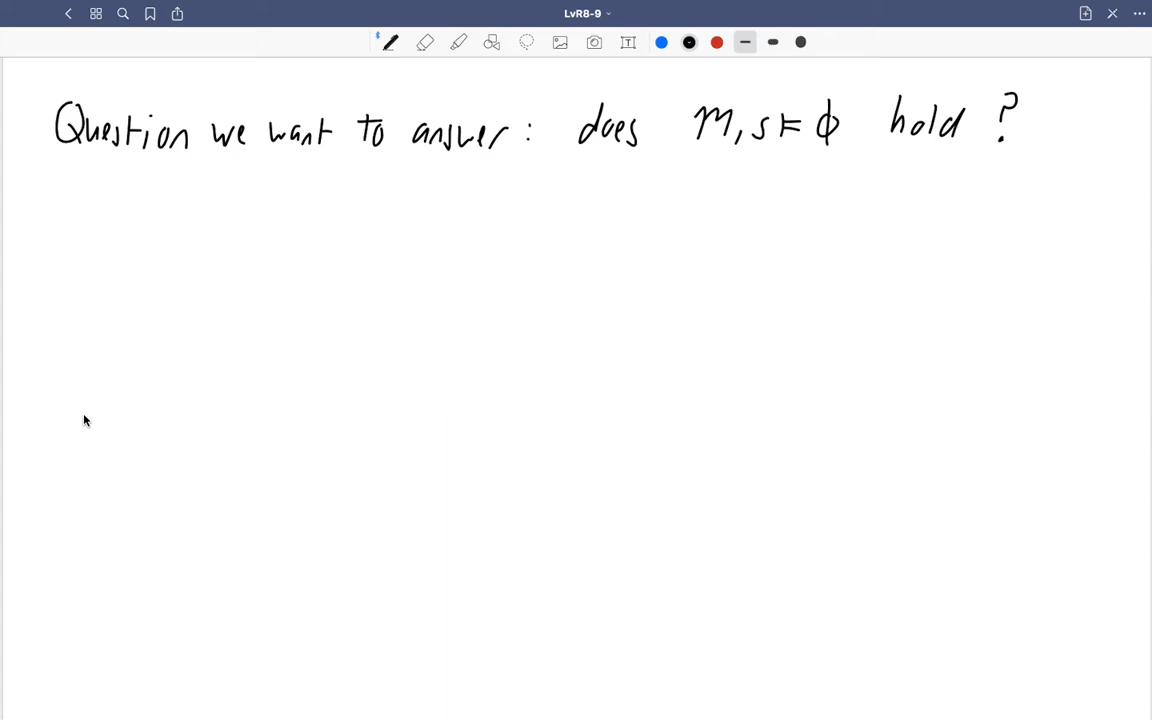 LvR8-9
Question we want to answer: does M, s ⊨ ϕ hold?